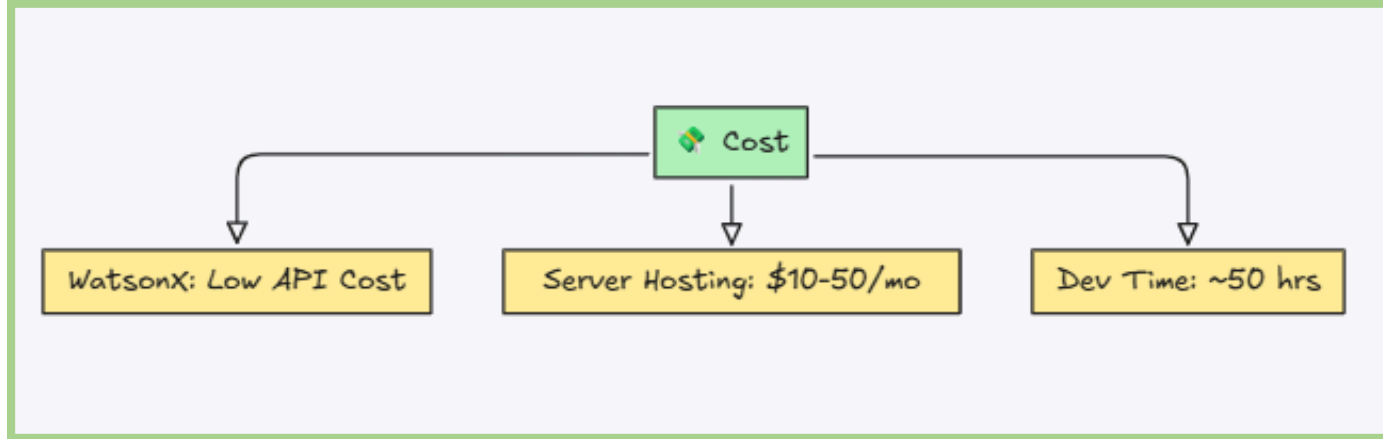 💸 Cost
WatsonX: Low API Cost
Server Hosting: $10-50/mo
Dev Time: ~50 hrs